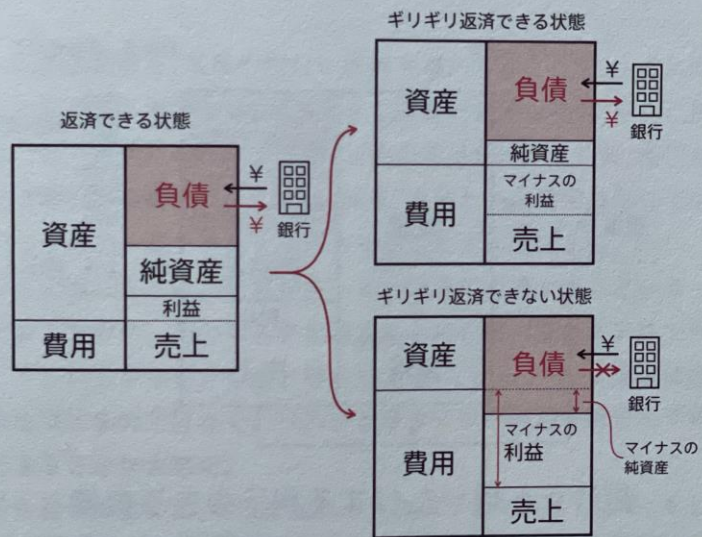 返済できる状態
資産
負債
¥
¥
銀行
純資産
利益
費用
売上
ギリギリ返済できる状態
資産
負債
¥
¥
銀行
純資産
費用
マイナスの
利益
売上
ギリギリ返済できない状態
資産
負債
¥
銀行
費用
マイナスの
利益
マイナスの
純資産
売上